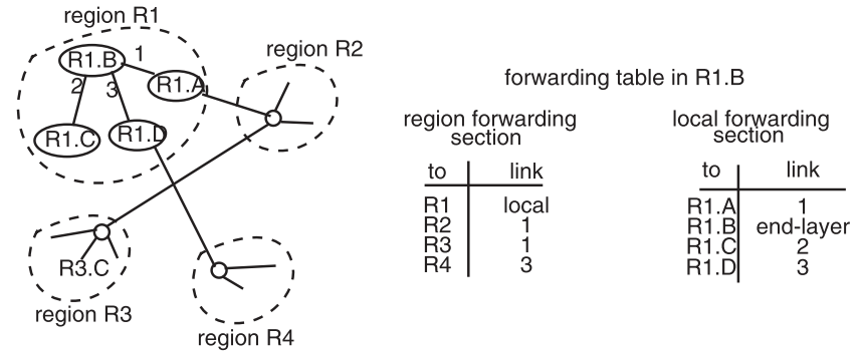 region R1
region R2
R1.B
1
R1.A
2
3
R1.C
R1.D
R3.C
region R3
region R4
forwarding table in R1.B
region forwarding
section
to link
R1 local
R2 1
R3 1
R4 3
local forwarding
section
to link
R1.A 1
R1.B end-layer
R1.C 2
R1.D 3